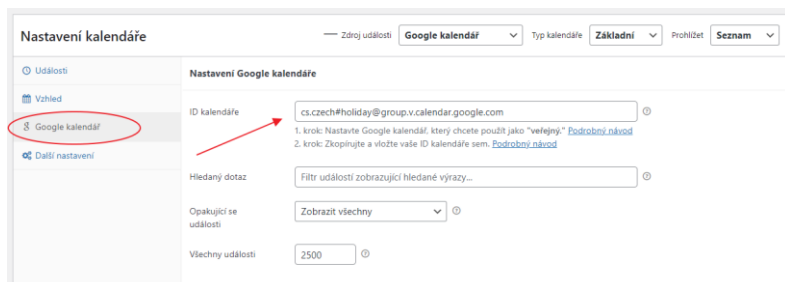 Nastavení kalendáře
Zdroj události Google kalendář Typ kalendáře Základní Prohlížet Seznam
Události
Vzhled
Google kalendář
Další nastavení
Nastavení Google kalendáře
ID kalendáře cs.czech#holiday@group.v.calendar.google.com
1. krok: Nastavte Google kalendář, který chcete použít jako "veřejný." Podrobný návod
2. krok: Zkopírujte a vložte vaše ID kalendáře sem. Podrobný návod
Hledaný dotaz Filtr událostí zobrazující hledané výrazy...
Opakující se události Zobrazit všechny
Všechny události 2500